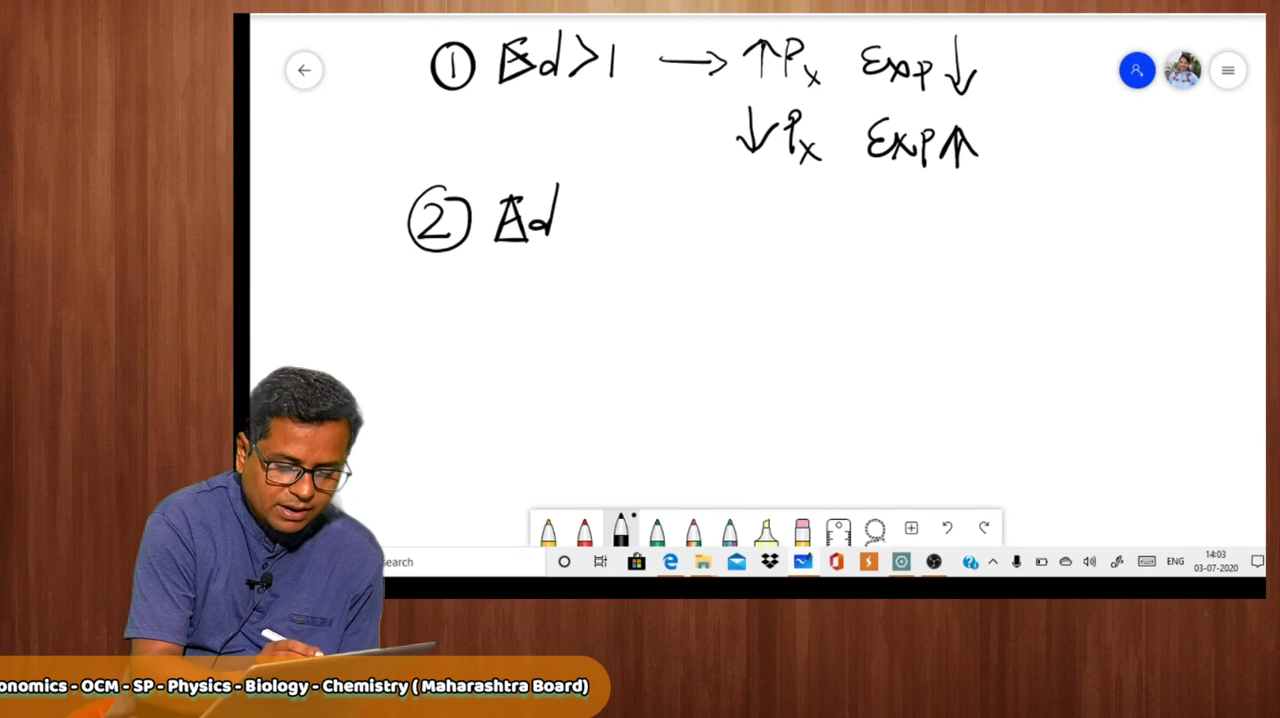 ① Ed>1 → ↑Px Exp ↓
↓Px Exp↑
② Ed
earch
ENG
14:03
03-07-2020
onomics - OCM - SP - Physics - Biology - Chemistry ( Maharashtra Board)